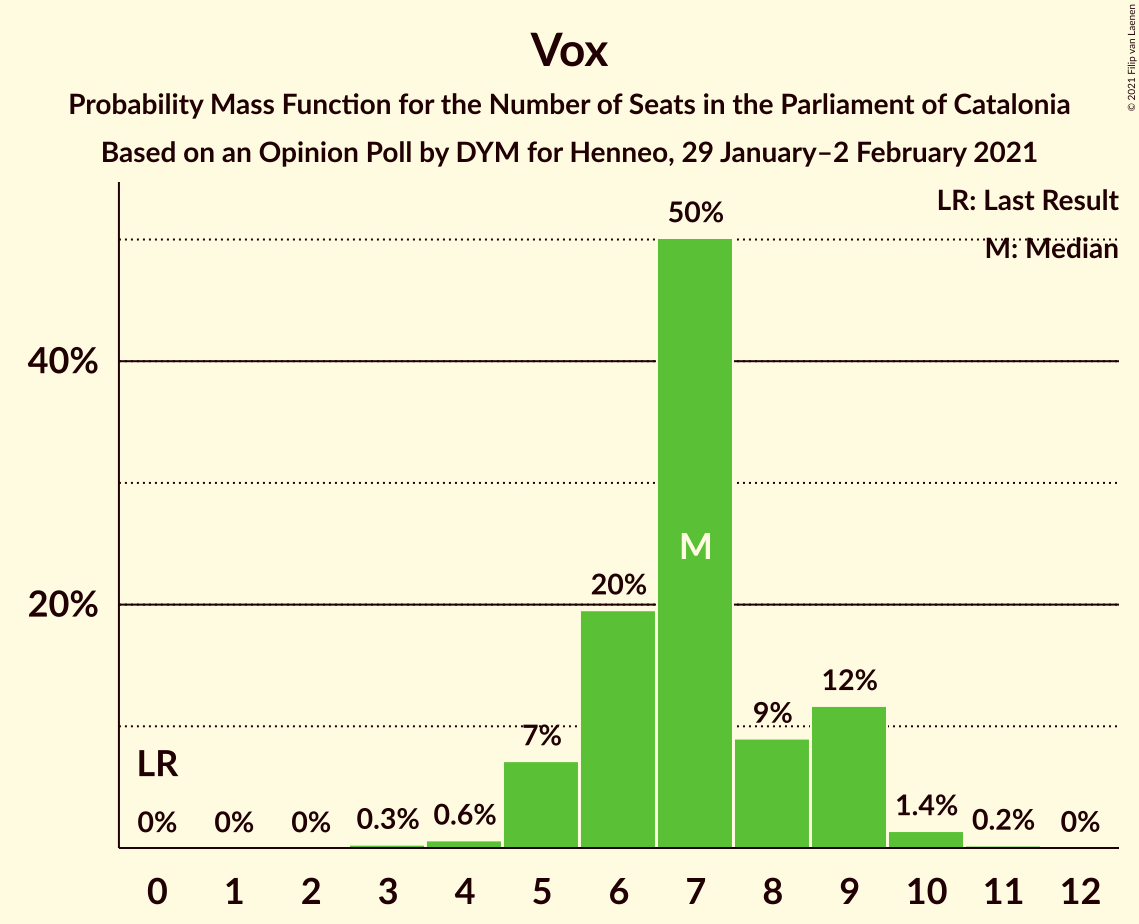 Vox
Probability Mass Function for the Number of Seats in the Parliament of Catalonia
Based on an Opinion Poll by DYM for Henneo, 29 January–2 February 2021
© 2021 Filip van Laenen
LR: Last Result
M: Median
50%
40%
M
20%
20%
12%
9%
7%
LR
0% 0% 0% 0.3% 0.6% 1.4% 0.2% 0%
0 1 2 3 4 5 6 7 8 9 10 11 12